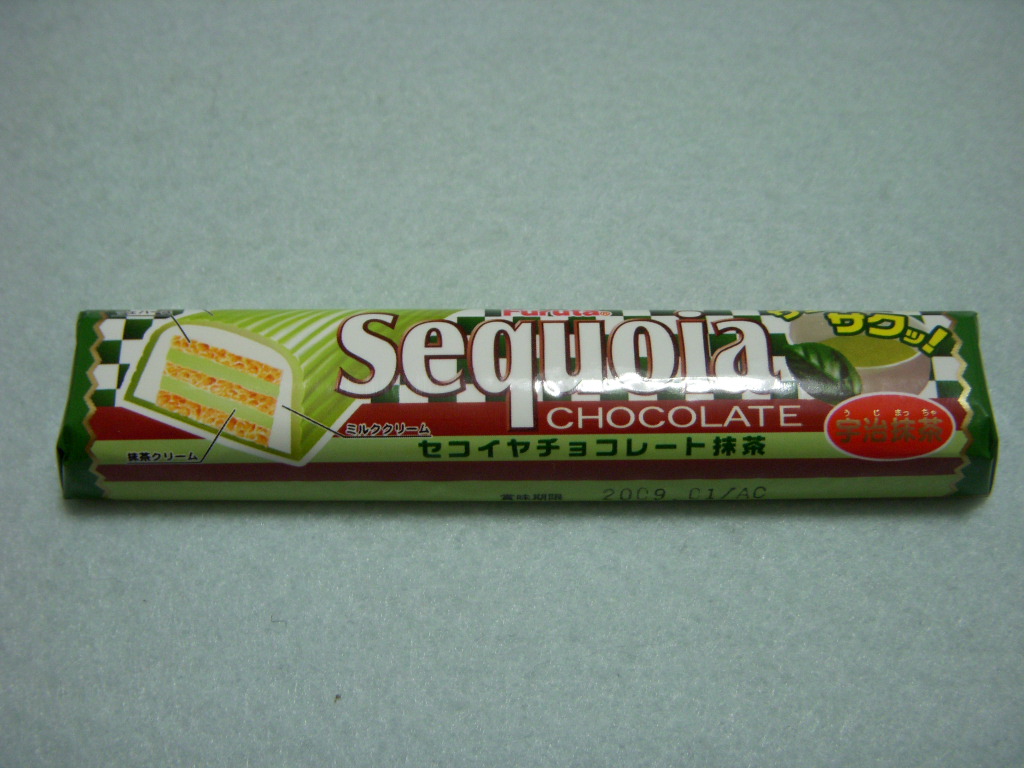 Furuta®
Sequoia
サクッ!
CHOCOLATE
うじまっちゃ
宇治抹茶
ミルククリーム
セコイヤチョコレート抹茶
抹茶クリーム
賞味期限 2009.01/AC